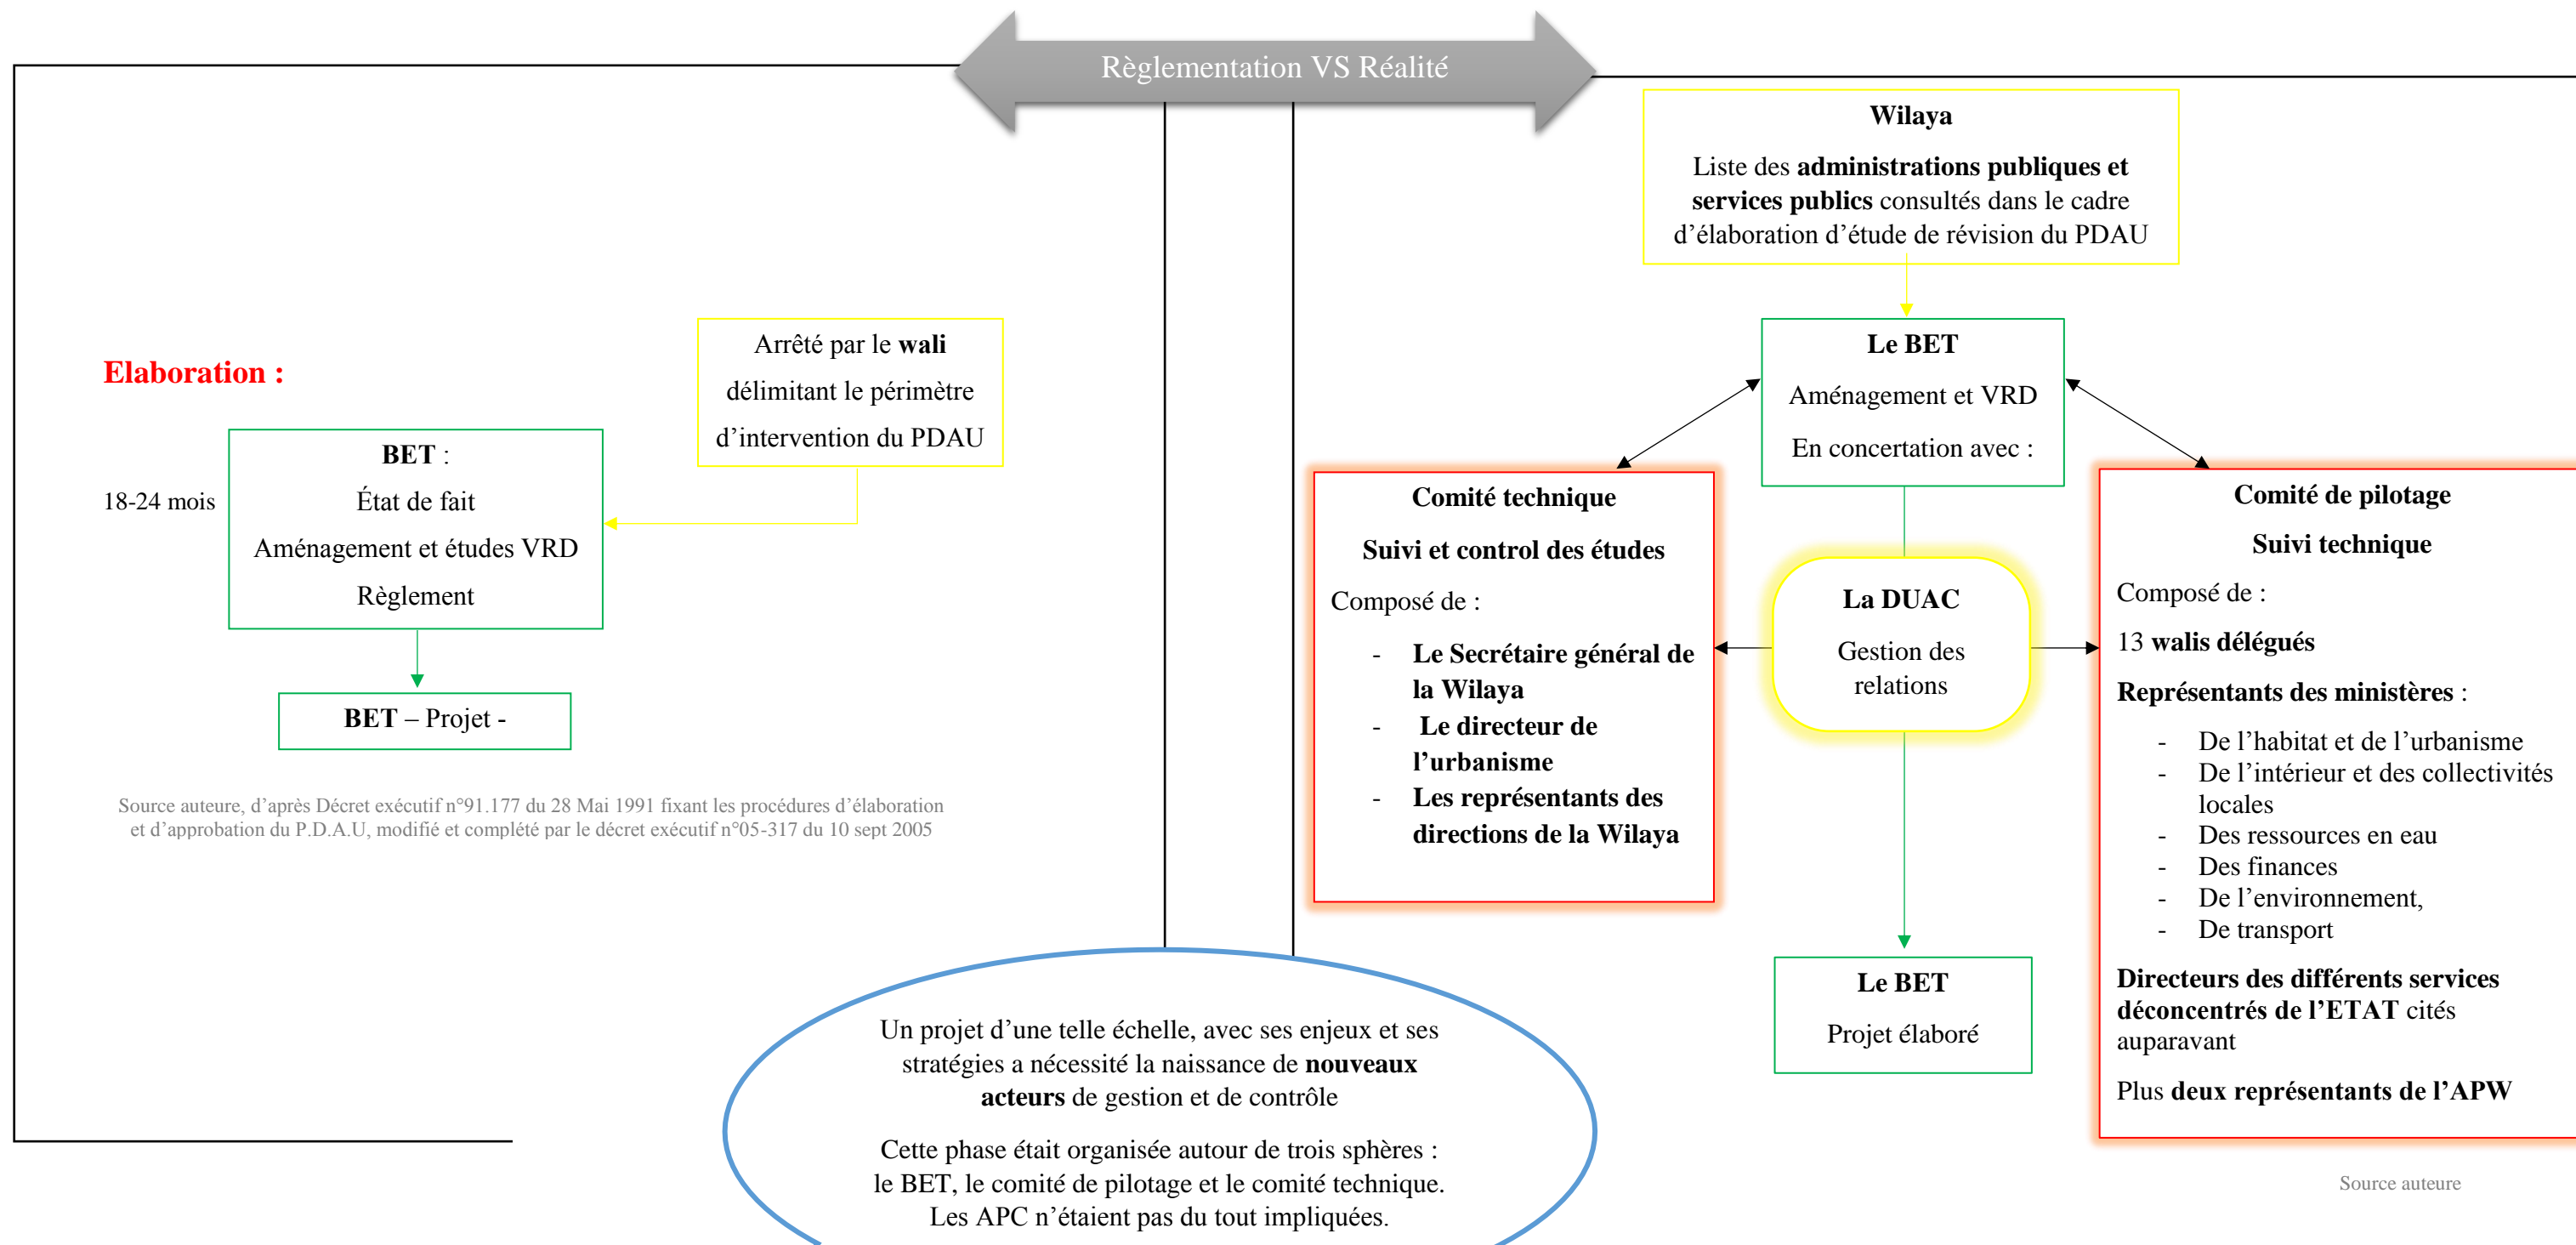 Règlementation VS Réalité
Elaboration :
Arrêté par le wali
délimitant le périmètre
d’intervention du PDAU
18-24 mois
BET :
État de fait
Aménagement et études VRD
Règlement
BET – Projet -
Source auteure, d’après Décret exécutif n°91.177 du 28 Mai 1991 fixant les procédures d’élaboration
et d’approbation du P.D.A.U, modifié et complété par le décret exécutif n°05-317 du 10 sept 2005
Wilaya
Liste des administrations publiques et
services publics consultés dans le cadre
d’élaboration d’étude de révision du PDAU
Le BET
Aménagement et VRD
En concertation avec :
Comité technique
Suivi et control des études
Composé de :
- Le Secrétaire général de
la Wilaya
- Le directeur de
l’urbanisme
- Les représentants des
directions de la Wilaya
La DUAC
Gestion des
relations
Comité de pilotage
Suivi technique
Composé de :
13 walis délégués
Représentants des ministères :
- De l’habitat et de l’urbanisme
- De l’intérieur et des collectivités
locales
- Des ressources en eau
- Des finances
- De l’environnement,
- De transport
Directeurs des différents services
déconcentrés de l’ETAT cités
auparavant
Plus deux représentants de l’APW
Le BET
Projet élaboré
Un projet d’une telle échelle, avec ses enjeux et ses
stratégies a nécessité la naissance de nouveaux
acteurs de gestion et de contrôle
Cette phase était organisée autour de trois sphères :
le BET, le comité de pilotage et le comité technique.
Les APC n’étaient pas du tout impliquées.
Source auteure